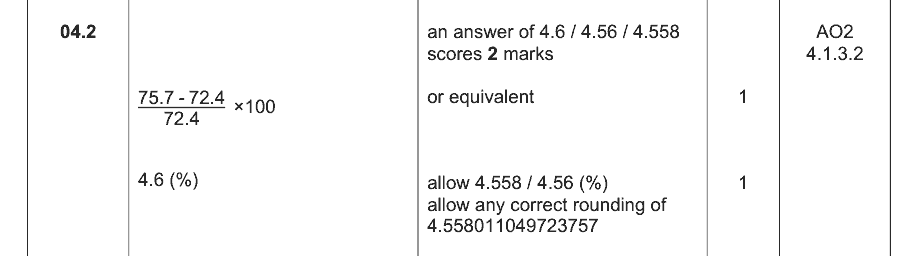 04.2
an answer of 4.6 / 4.56 / 4.558
scores 2 marks
AO2
4.1.3.2
75.7 - 72.4
72.4
×100
or equivalent
1
4.6 (%)
allow 4.558 / 4.56 (%)
allow any correct rounding of
4.558011049723757
1